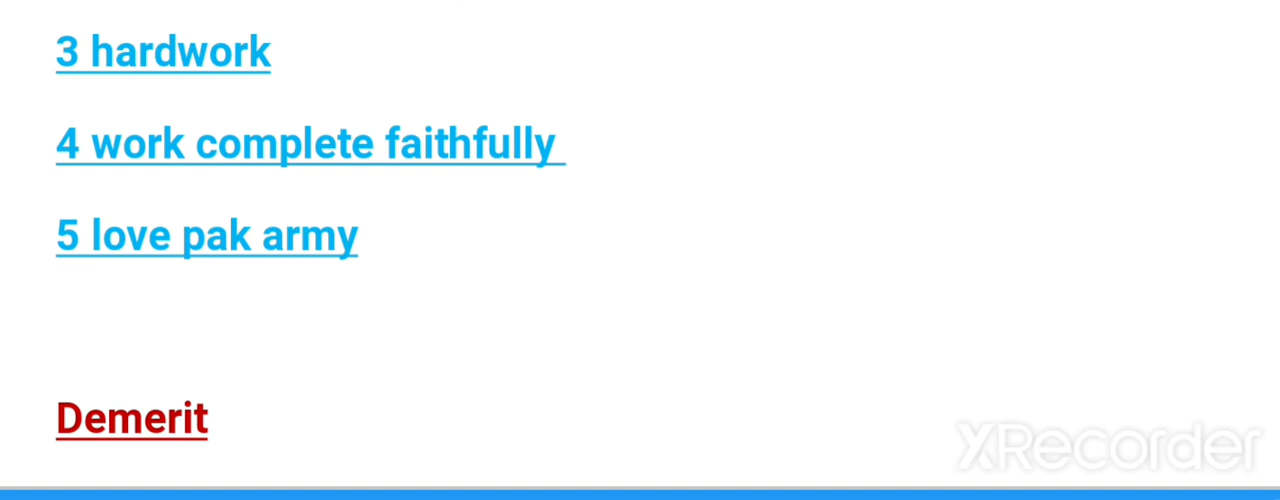 3 hardwork
4 work complete faithfully
5 love pak army
Demerit
XRecorder